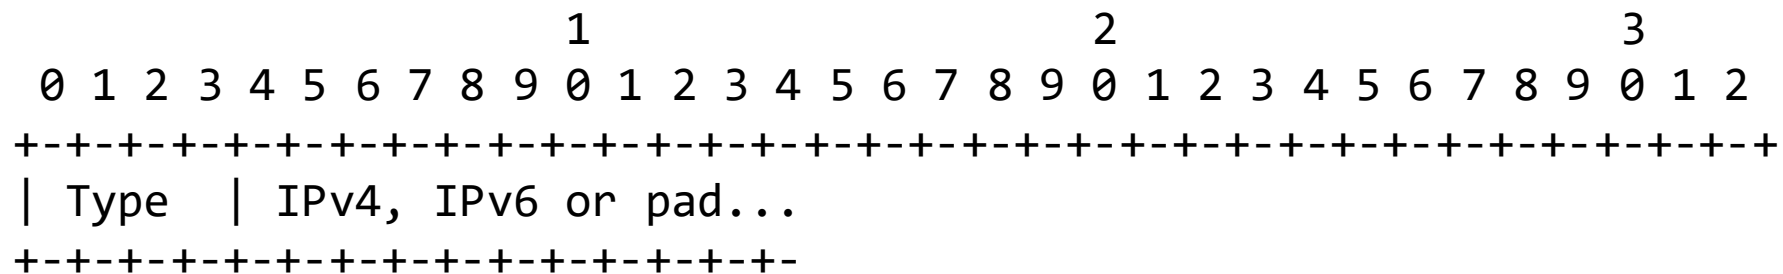 1                   2                   3
 0 1 2 3 4 5 6 7 8 9 0 1 2 3 4 5 6 7 8 9 0 1 2 3 4 5 6 7 8 9 0 1 2
+-+-+-+-+-+-+-+-+-+-+-+-+-+-+-+-+-+-+-+-+-+-+-+-+-+-+-+-+-+-+-+-+-+
| Type  | IPv4, IPv6 or pad...
+-+-+-+-+-+-+-+-+-+-+-+-+-+-+-